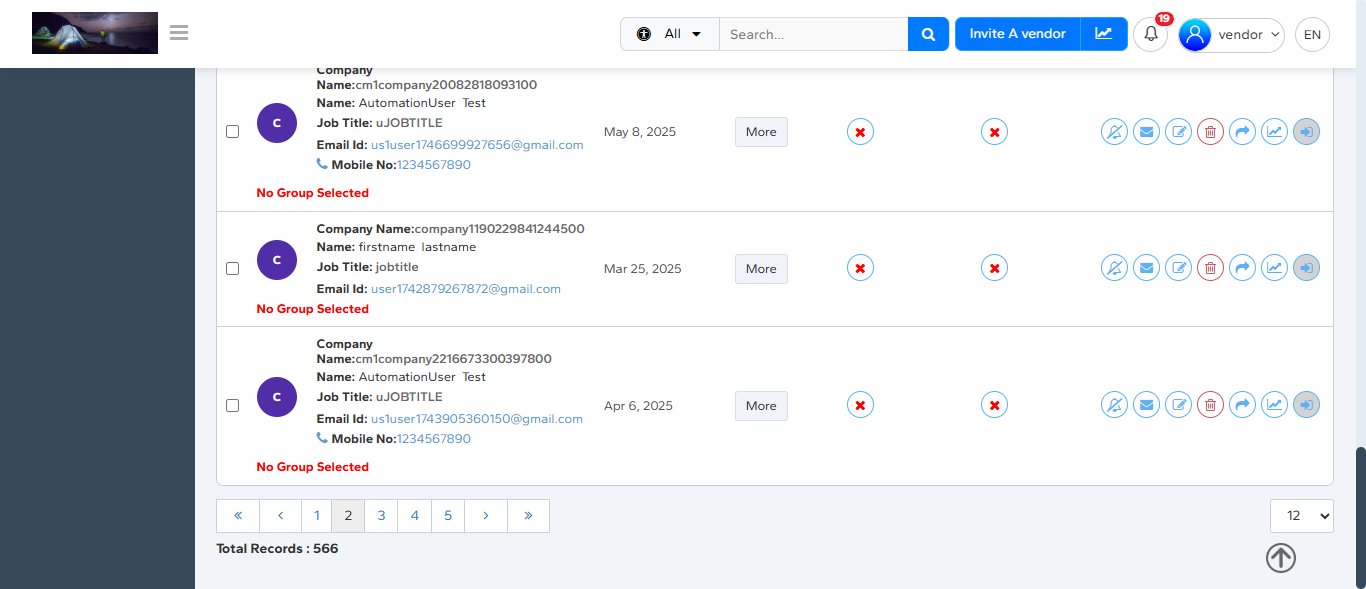 All
Search...
Invite A vendor
19
vendor
EN
Company
Name:cm1company20082818093100
Name: AutomationUser Test
Job Title: uJOBTITLE
Email Id: us1user1746699927656@gmail.com
Mobile No:1234567890
No Group Selected
C
May 8, 2025
More
Company Name:company1190229841244500
Name: firstname lastname
Job Title: jobtitle
Email Id: user1742879267872@gmail.com
No Group Selected
C
Mar 25, 2025
More
Company
Name:cm1company2216673300397800
Name: AutomationUser Test
Job Title: uJOBTITLE
Email Id: us1user1743905360150@gmail.com
Mobile No:1234567890
No Group Selected
C
Apr 6, 2025
More
« ‹ 1 2 3 4 5 › »
12
Total Records : 566